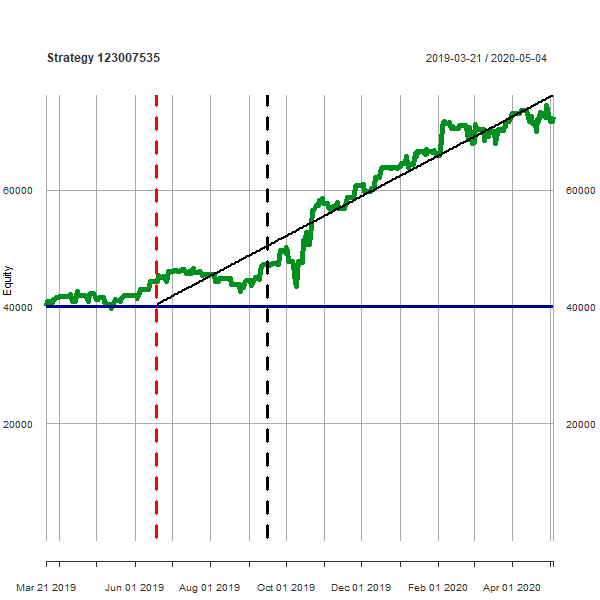 Strategy 123007535
2019-03-21 / 2020-05-04
60000
60000
Equity
40000
40000
20000
20000
Mar 21 2019
Jun 01 2019
Aug 01 2019
Oct 01 2019
Dec 01 2019
Feb 01 2020
Apr 01 2020